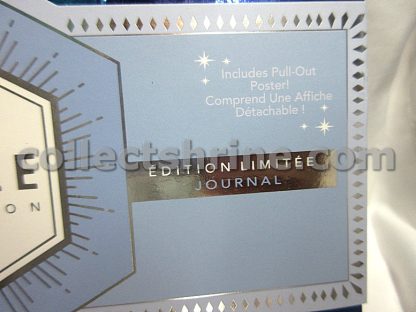 Includes Pull-Out
Poster!
Comprend Une Affiche
Détachable !
collectshrine.com
ÉDITION LIMITÉE
JOURNAL